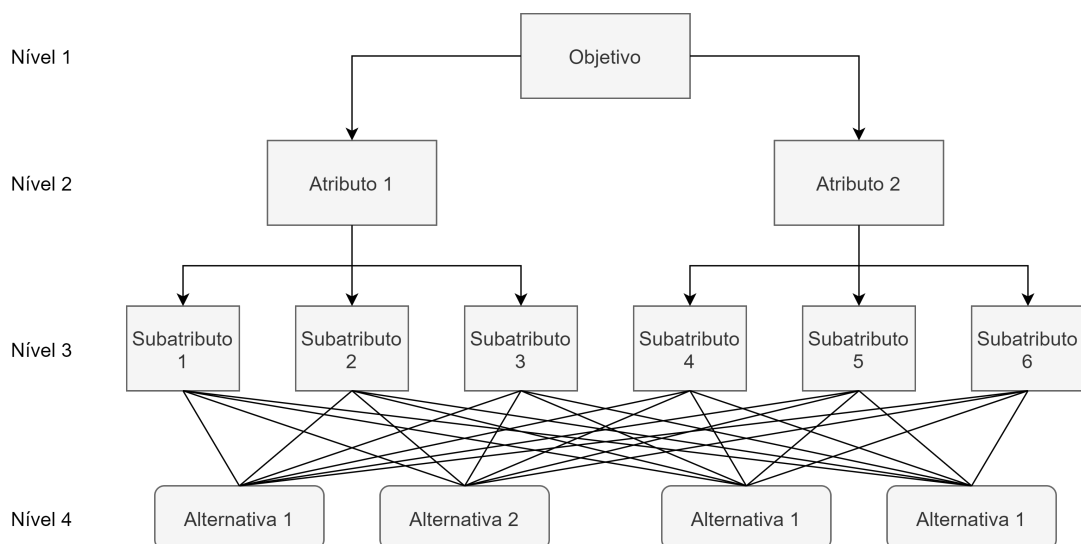 Nível 1
Objetivo
Nível 2
Atributo 1
Atributo 2
Nível 3
Subatributo
1
Subatributo
2
Subatributo
3
Subatributo
4
Subatributo
5
Subatributo
6
Nível 4
Alternativa 1
Alternativa 2
Alternativa 1
Alternativa 1